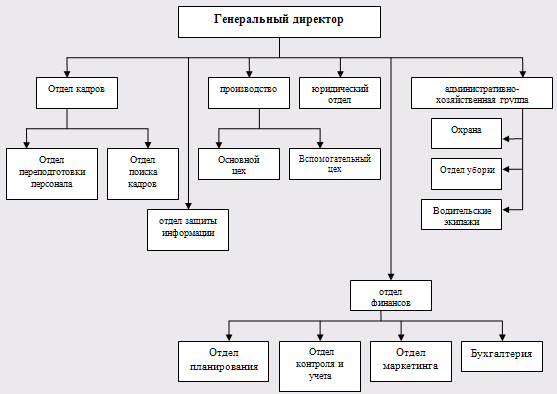 Генеральный директор
Отдел кадров
производство
юридический
отдел
административно-
хозяйственная группа
Отдел
переподготовки
персонала
Отдел
поиска
кадров
Основной
цех
Вспомогательный
цех
Охрана
Отдел уборки
Водительские
экипажи
отдел защиты
информации
отдел
финансов
Отдел
планирования
Отдел
контроля и
учета
Отдел
маркетинга
Бухгалтерия